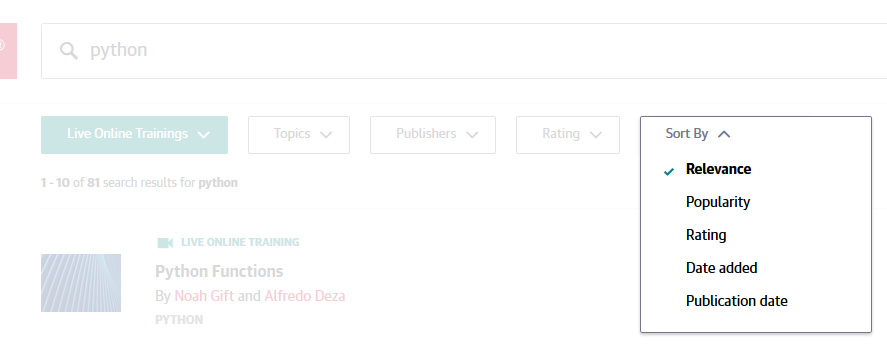 python
Live Online Trainings
Topics
Publishers
Rating
Sort By
Relevance
Popularity
Rating
Date added
Publication date
1 - 10 of 81 search results for python
LIVE ONLINE TRAINING
Python Functions
By Noah Gift and Alfredo Deza
PYTHON